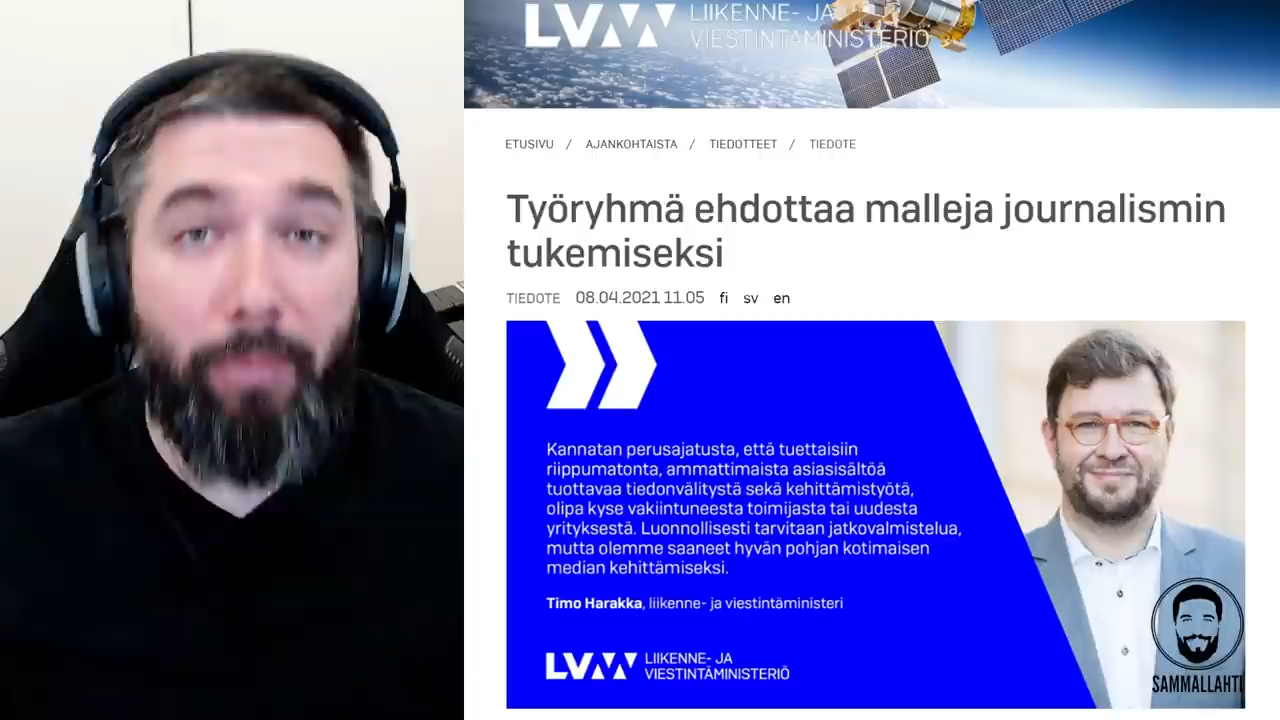 LVM LIIKENNE- JA
VIESTINTÄMINISTERIÖ
ETUSIVU / AJANKOHTAISTA / TIEDOTTEET / TIEDOTE
Työryhmä ehdottaa malleja journalismin
tukemiseksi
TIEDOTE 08.04.2021 11.05 fi sv en
Kannatan perusajatusta, että tuettaisiin
riippumatonta, ammattimaista asiasisältöä
tuottavaa tiedonvälitystä sekä kehittämistyötä,
olipa kyse vakiintuneesta toimijasta tai uudesta
yrityksestä. Luonnollisesti tarvitaan jatkovalmistelua,
mutta olemme saaneet hyvän pohjan kotimaisen
median kehittämiseksi.
Timo Harakka, liikenne- ja viestintäministeri
LVM LIIKENNE- JA
VIESTINTÄMINISTERIÖ
SAMMALLAHTI